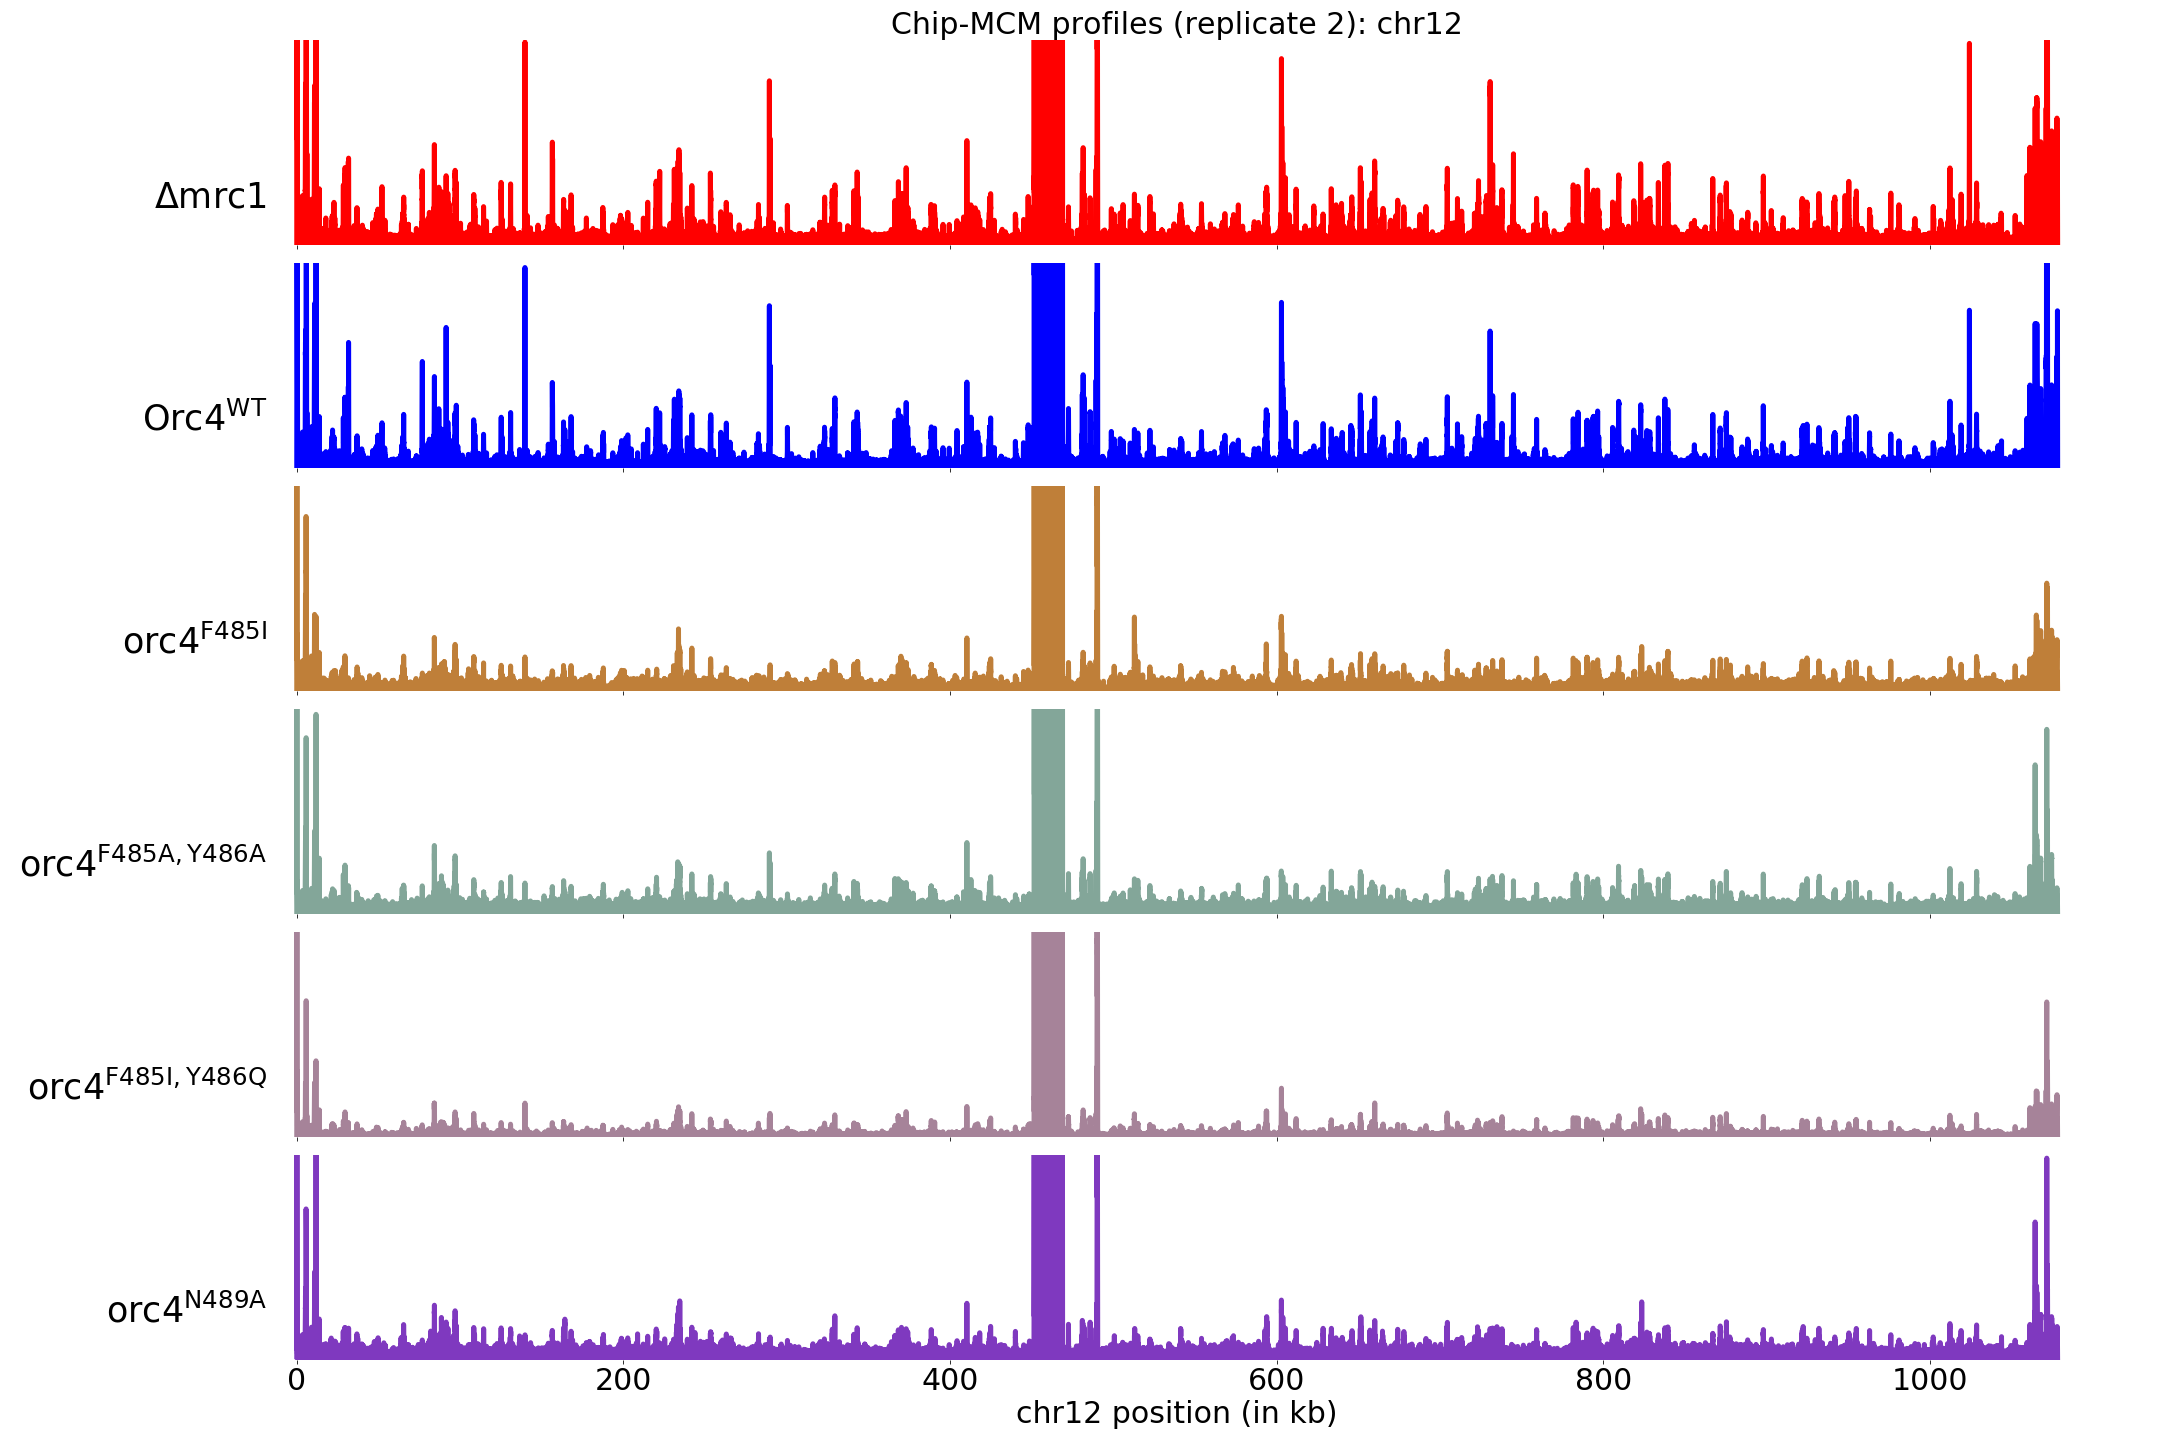 Chip-MCM profiles (replicate 2): chr12
Δmrc1
Orc4^WT
orc4^F485I
orc4^F485A, Y486A
orc4^F485I, Y486Q
orc4^N489A
0 200 400 600 800 1000
chr12 position (in kb)